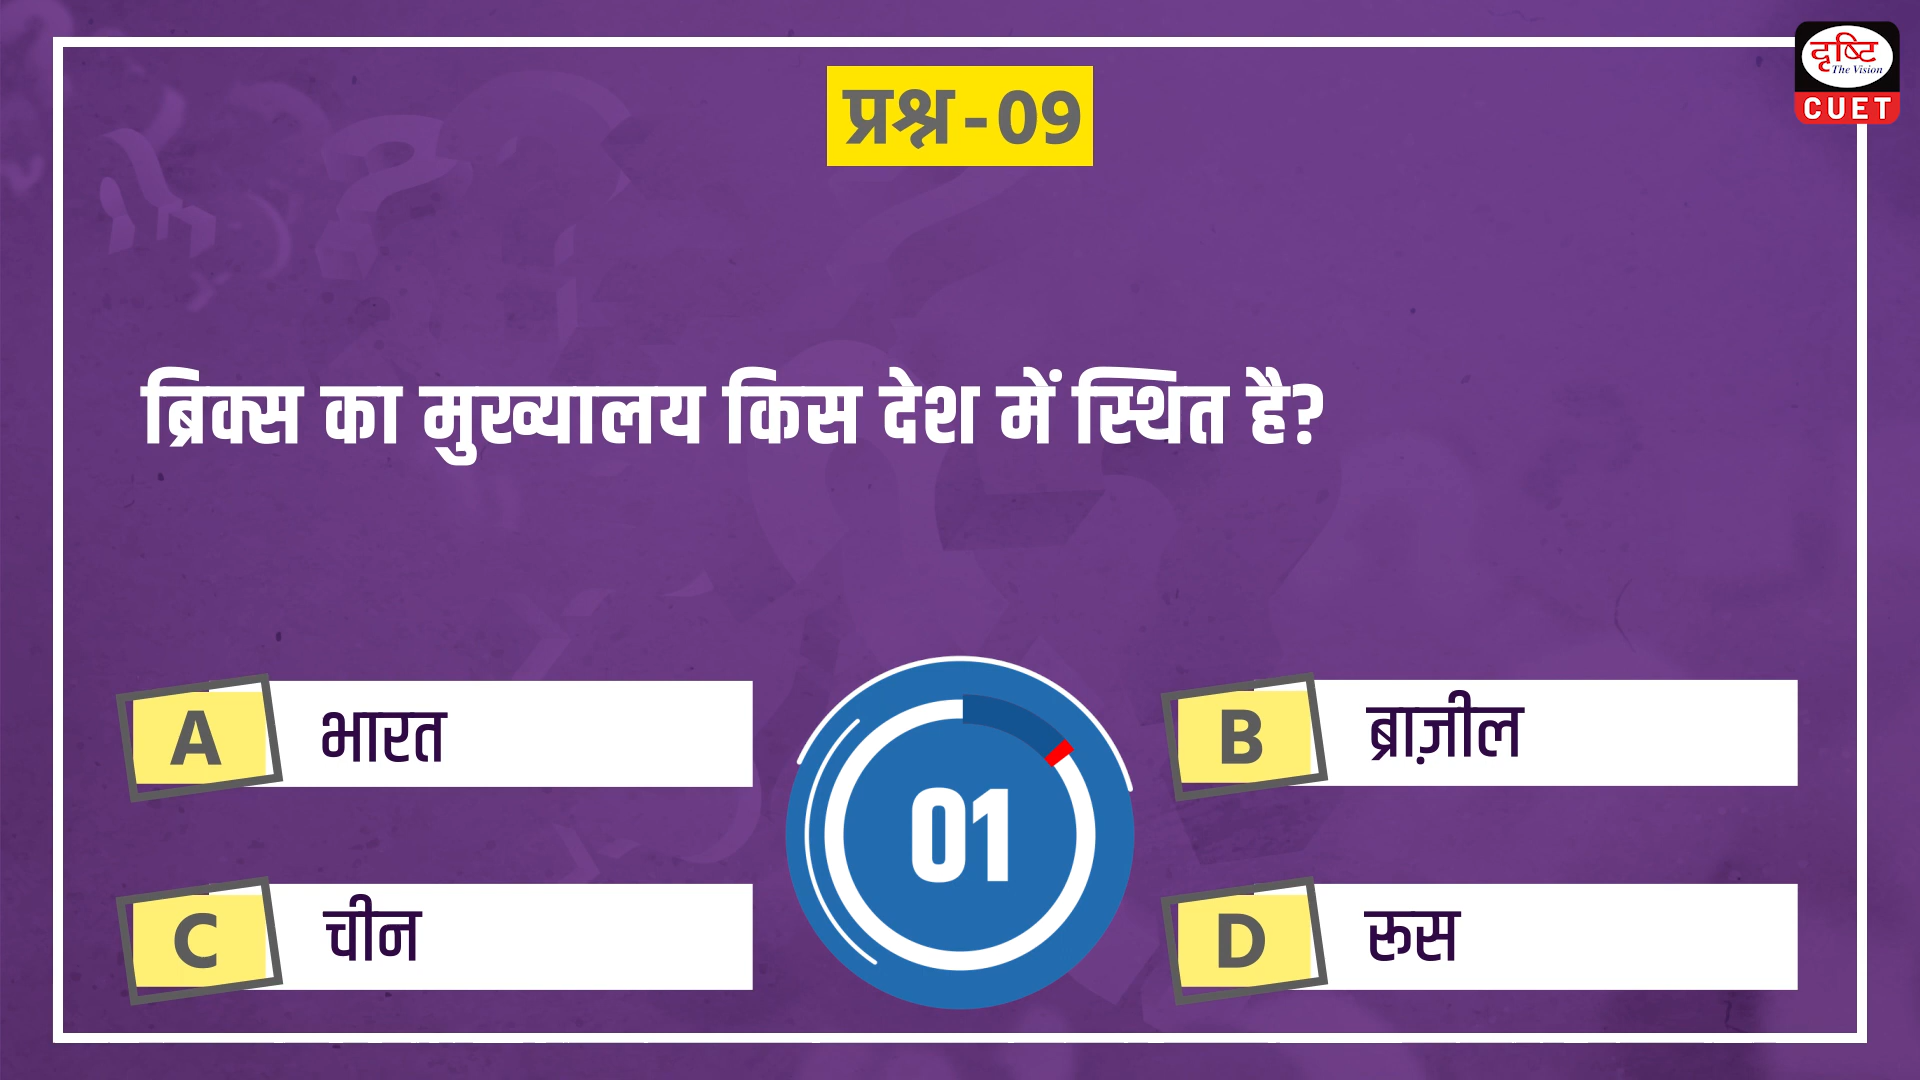 दृष्टि
The Vision
CUET
प्रश्न-09
ब्रिक्स का मुख्यालय किस देश में स्थित है?
A भारत
B ब्राज़ील
01
C चीन
D रूस